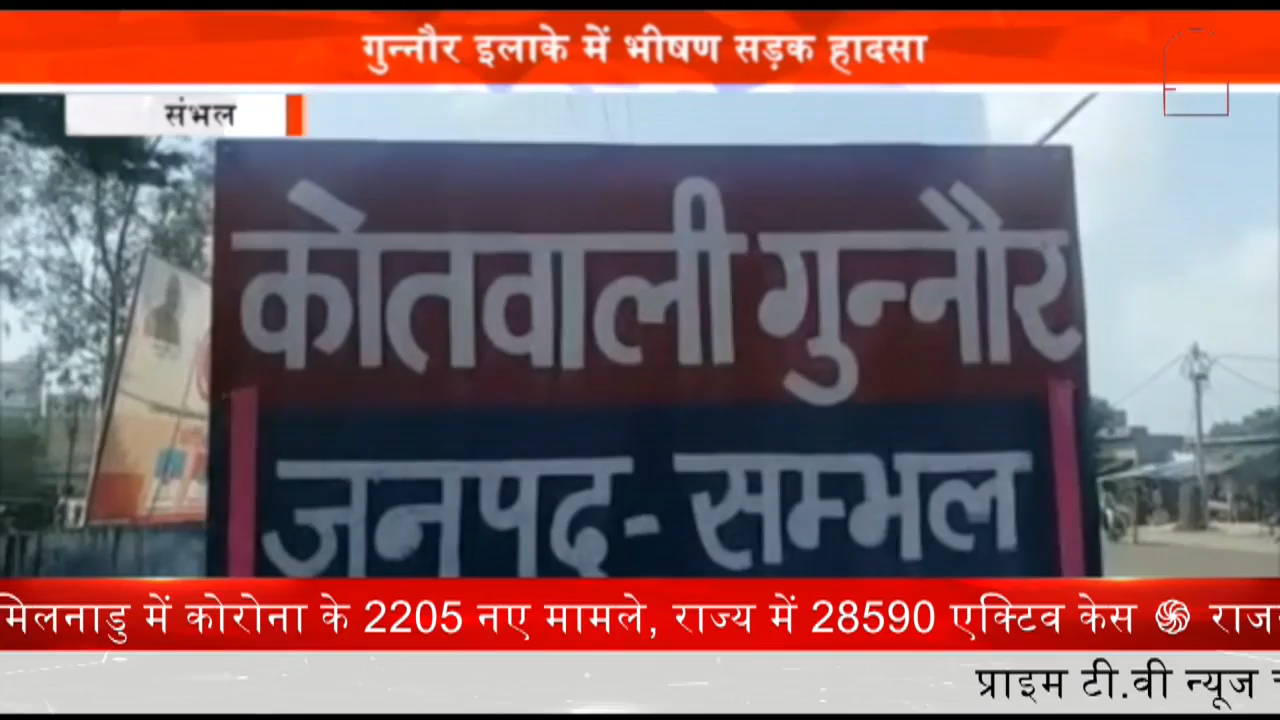 गुन्नौर इलाके में भीषण सड़क हादसा
संभल
कोतवाली गुन्नौर
जनपद-सम्भल
मिलनाडु में कोरोना के 2205 नए मामले, राज्य में 28590 एक्टिव केस
प्राइम टी.वी न्यूज